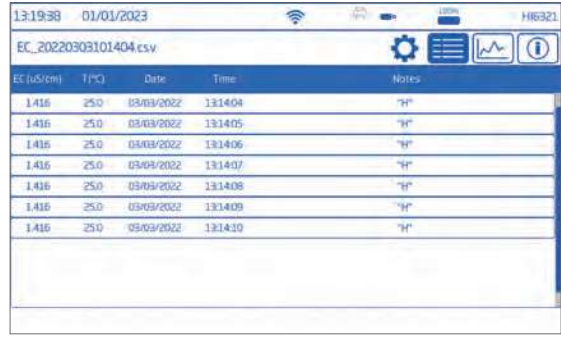 13:19:38 01/01/2023 100% HI6321
EC_20220303101404.csv
EC (uS/cm) T(°C) Date Time Notes
1.416 25.0 03/03/2022 13:14:04 "H"
1.416 25.0 03/03/2022 13:14:05 "H"
1.416 25.0 03/03/2022 13:14:06 "H"
1.416 25.0 03/03/2022 13:14:07 "H"
1.416 25.0 03/03/2022 13:14:08 "H"
1.416 25.0 03/03/2022 13:14:09 "H"
1.416 25.0 03/03/2022 13:14:10 "H"